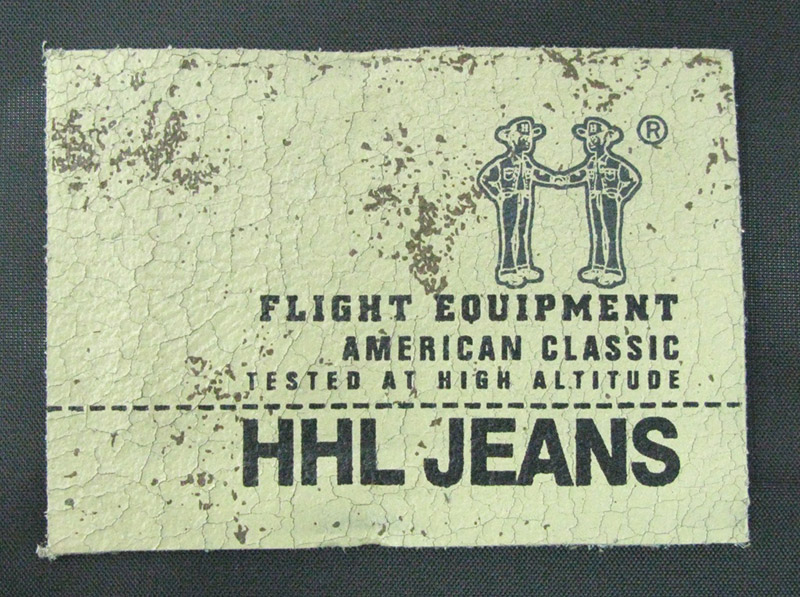 ®
FLIGHT EQUIPMENT
AMERICAN CLASSIC
TESTED AT HIGH ALTITUDE
HHL JEANS